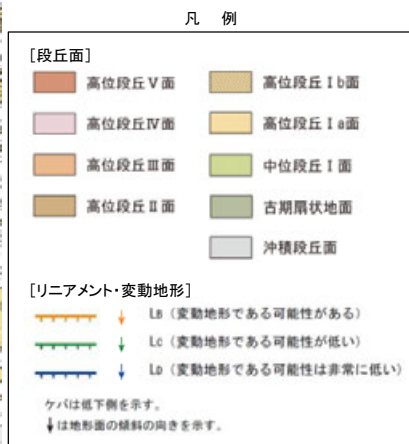 凡 例
[段丘面]
高位段丘Ⅴ面
高位段丘Ⅰb面
高位段丘Ⅳ面
高位段丘Ⅰa面
高位段丘Ⅲ面
中位段丘Ⅰ面
高位段丘Ⅱ面
古期扇状地面
沖積段丘面
[リニアメント・変動地形]
LB (変動地形である可能性がある)
LC (変動地形である可能性が低い)
LD (変動地形である可能性は非常に低い)
ケバは低下側を示す。
↓は地形面の傾斜の向きを示す。